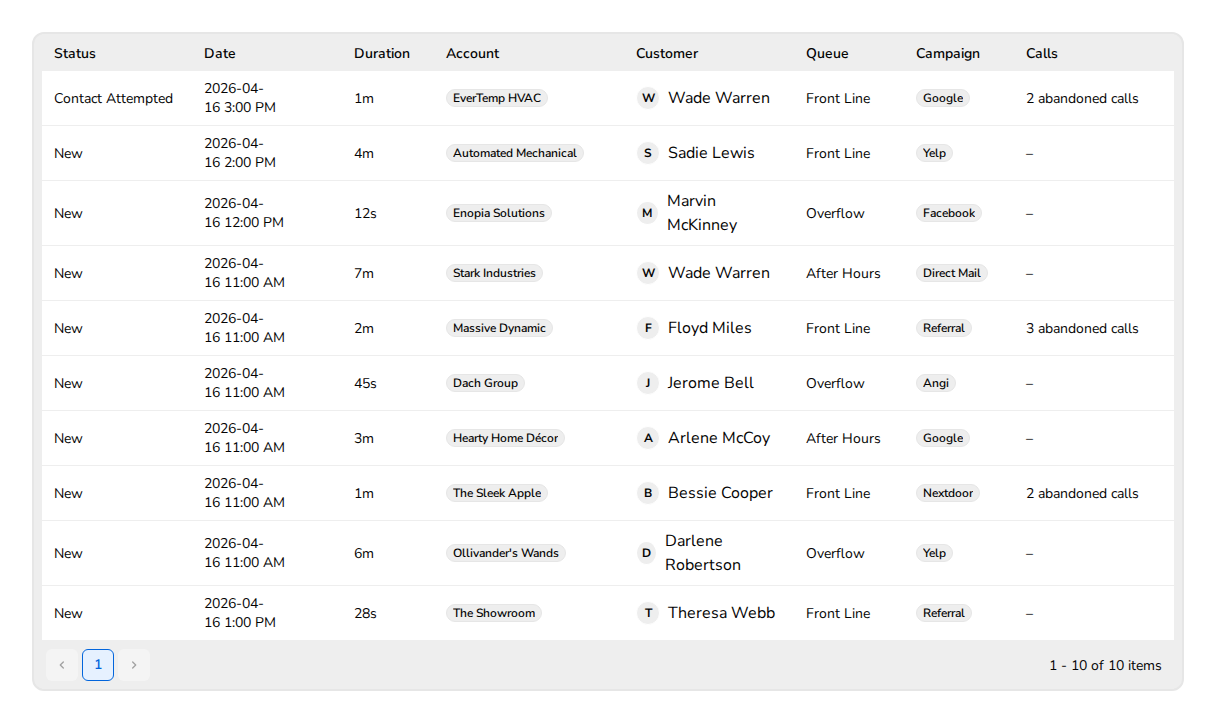 Status Date Duration Account Customer Queue Campaign Calls
Contact Attempted 2026-04-
16 3:00 PM 1m EverTemp HVAC W Wade Warren Front Line Google 2 abandoned calls
New 2026-04-
16 2:00 PM 4m Automated Mechanical S Sadie Lewis Front Line Yelp –
New 2026-04-
16 12:00 PM 12s Enopia Solutions M Marvin
McKinney Overflow Facebook –
New 2026-04-
16 11:00 AM 7m Stark Industries W Wade Warren After Hours Direct Mail –
New 2026-04-
16 11:00 AM 2m Massive Dynamic F Floyd Miles Front Line Referral 3 abandoned calls
New 2026-04-
16 11:00 AM 45s Dach Group J Jerome Bell Overflow Angi –
New 2026-04-
16 11:00 AM 3m Hearty Home Décor A Arlene McCoy After Hours Google –
New 2026-04-
16 11:00 AM 1m The Sleek Apple B Bessie Cooper Front Line Nextdoor 2 abandoned calls
New 2026-04-
16 11:00 AM 6m Ollivander's Wands D Darlene
Robertson Overflow Yelp –
New 2026-04-
16 1:00 PM 28s The Showroom T Theresa Webb Front Line Referral –
1 1 - 10 of 10 items